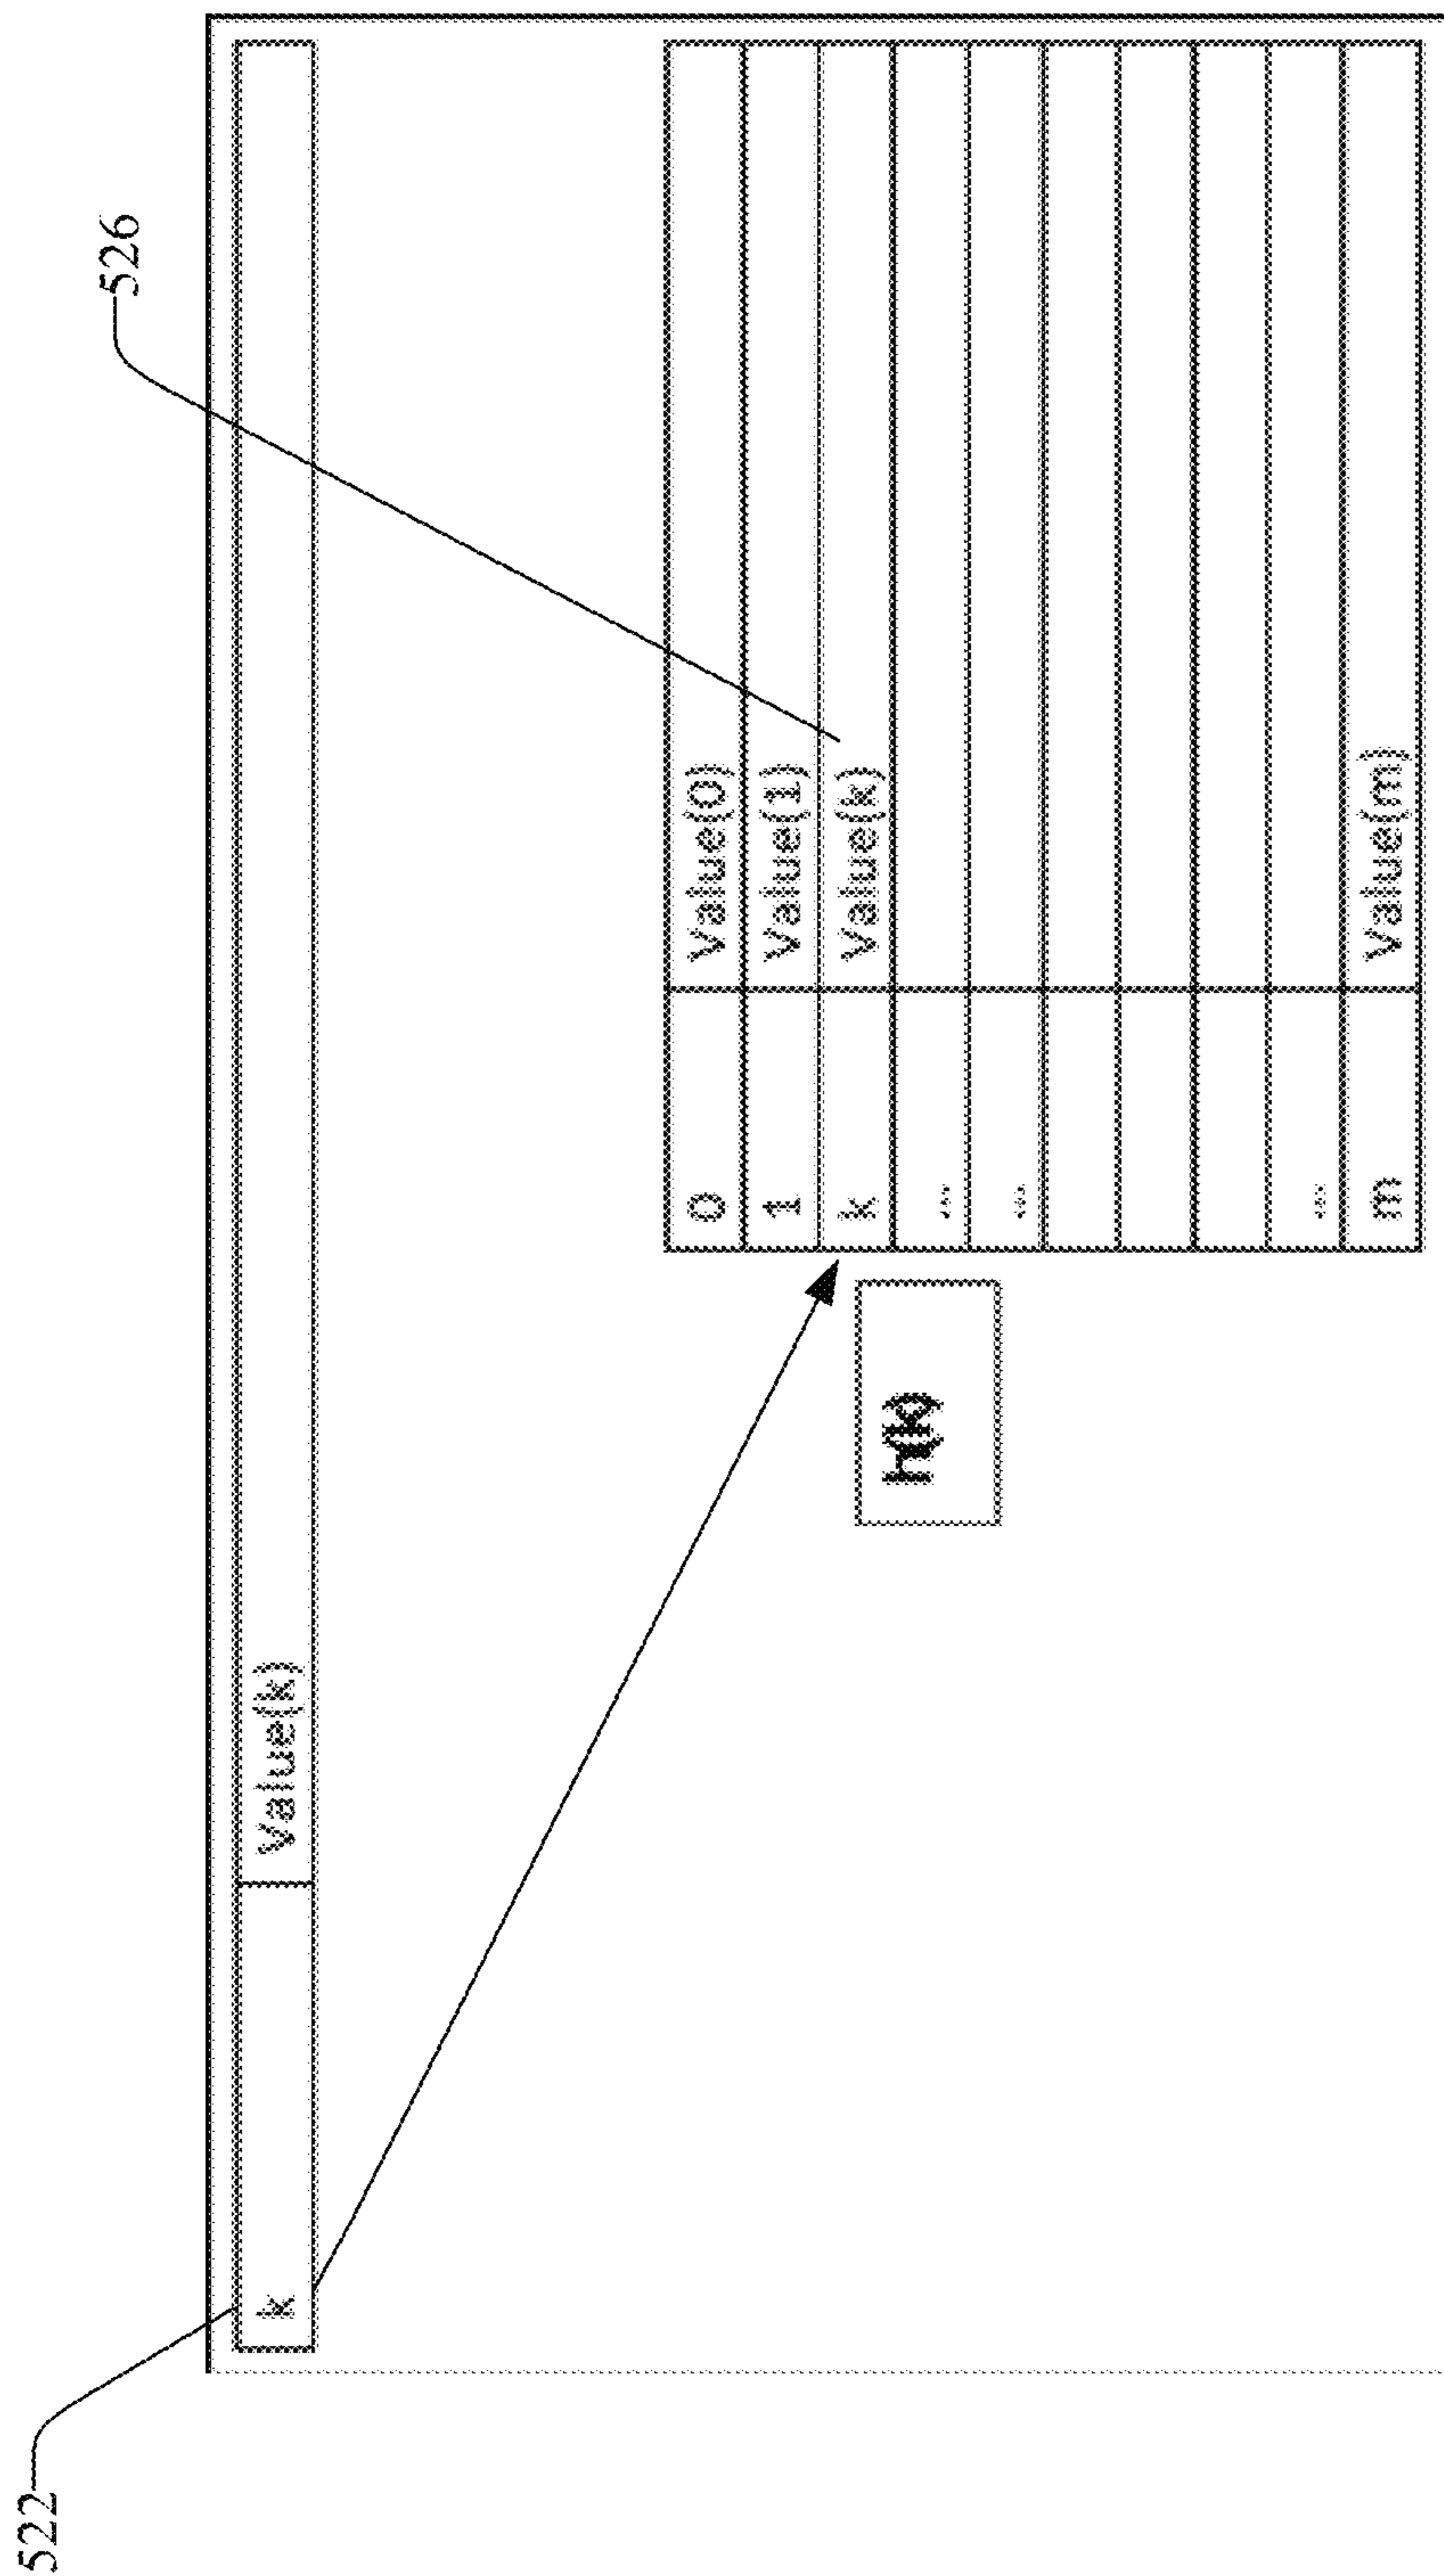 522
526
k Value(k)
0 Value(0)
1 Value(1)
k Value(k)
...
...
...
m Value(m)
h(k)